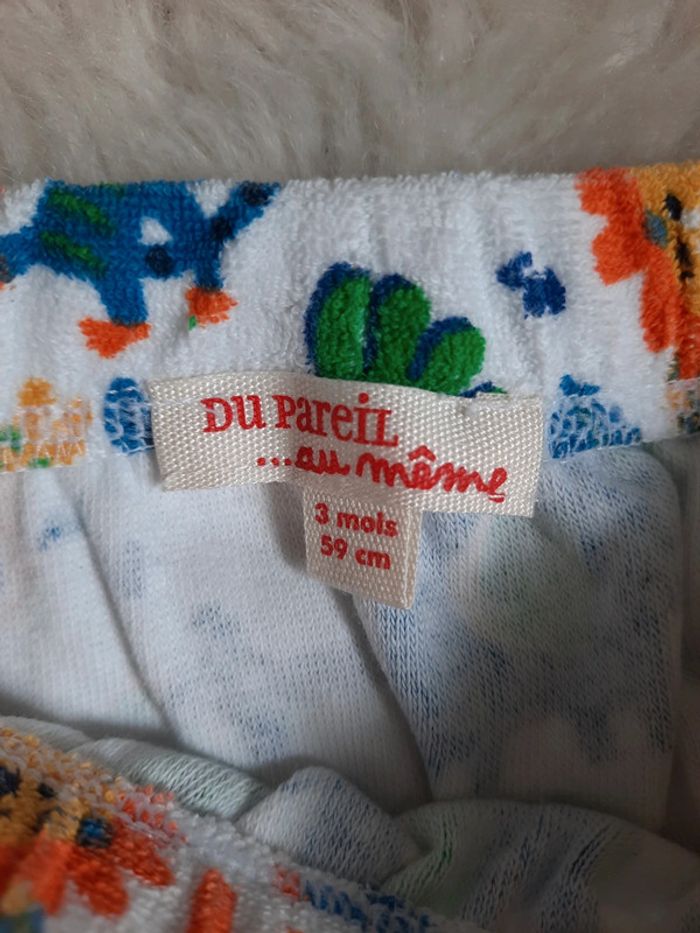 DU PAREIL
...au même
3 mois
59 cm